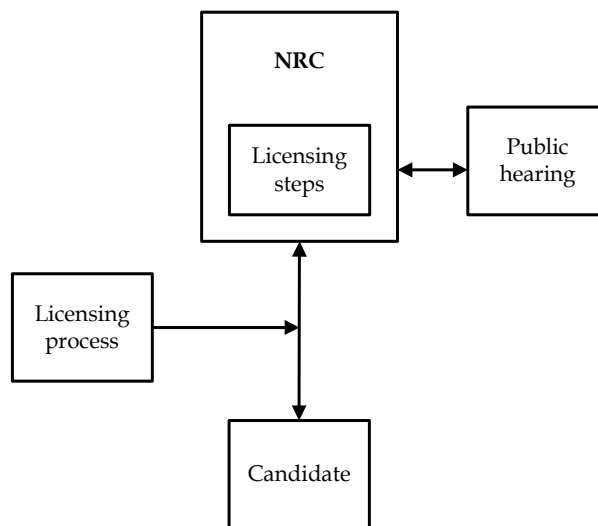 NRC
Licensing
steps
Public
hearing
Licensing
process
Candidate